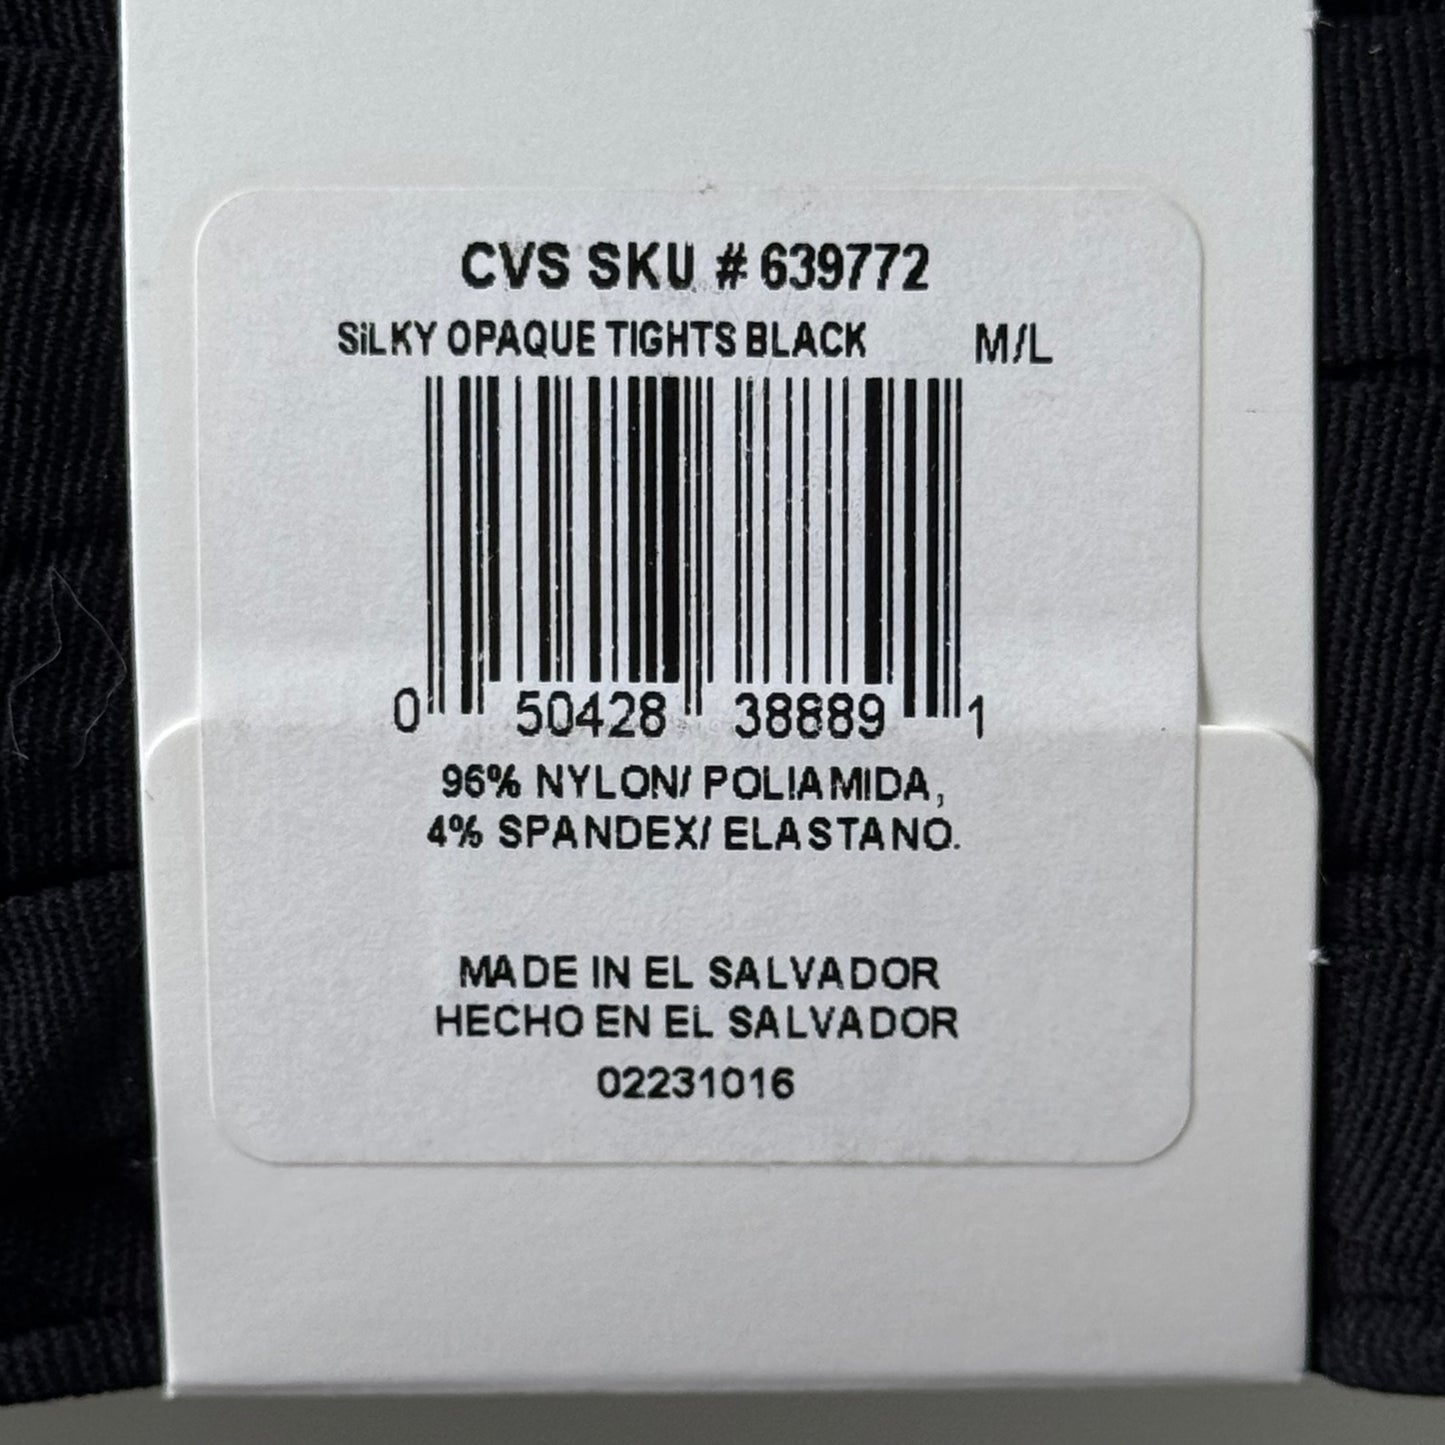 CVS SKU # 639772
SiLKY OPAQUE TIGHTS BLACK M/L
0 50428 38889 1
96% NYLON/ POLIAMIDA,
4% SPANDEX/ ELASTANO.
MADE IN EL SALVADOR
HECHO EN EL SALVADOR
02231016